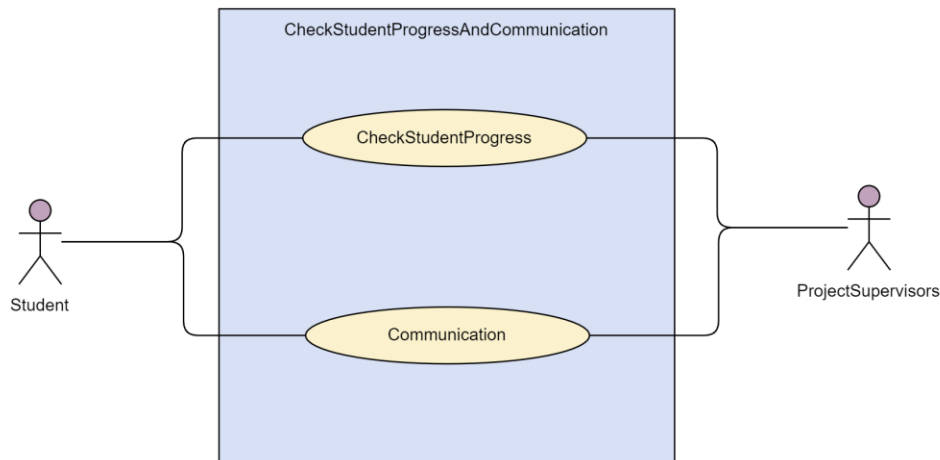 CheckStudentProgressAndCommunication
CheckStudentProgress
Student
ProjectSupervisors
Communication